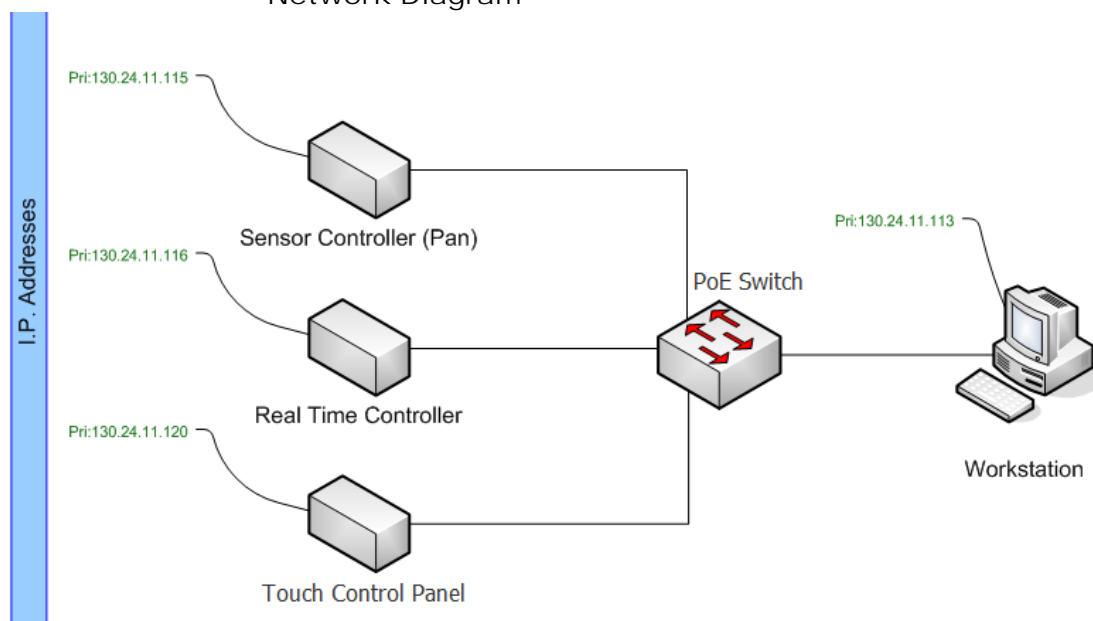 Network Diagram
I.P. Addresses
Pri:130.24.11.115
Sensor Controller (Pan)
Pri:130.24.11.113
Pri:130.24.11.116
PoE Switch
Real Time Controller
Pri:130.24.11.120
Workstation
Touch Control Panel